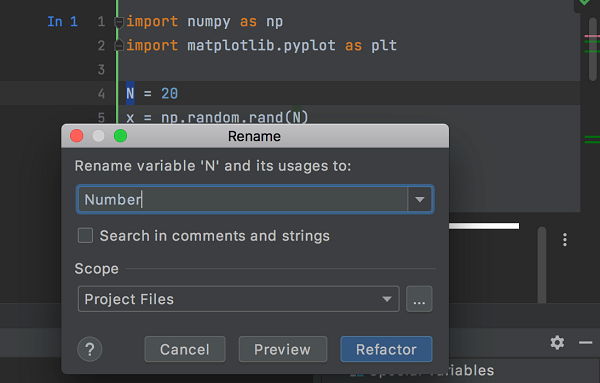 In 1
1 import numpy as np
2 import matplotlib.pyplot as plt
3
4 N = 20
5 x = np.random.rand(N)
Rename
Rename variable 'N' and its usages to:
Number
Search in comments and strings
Scope
Project Files
...
? Cancel Preview Refactor
Special Variables